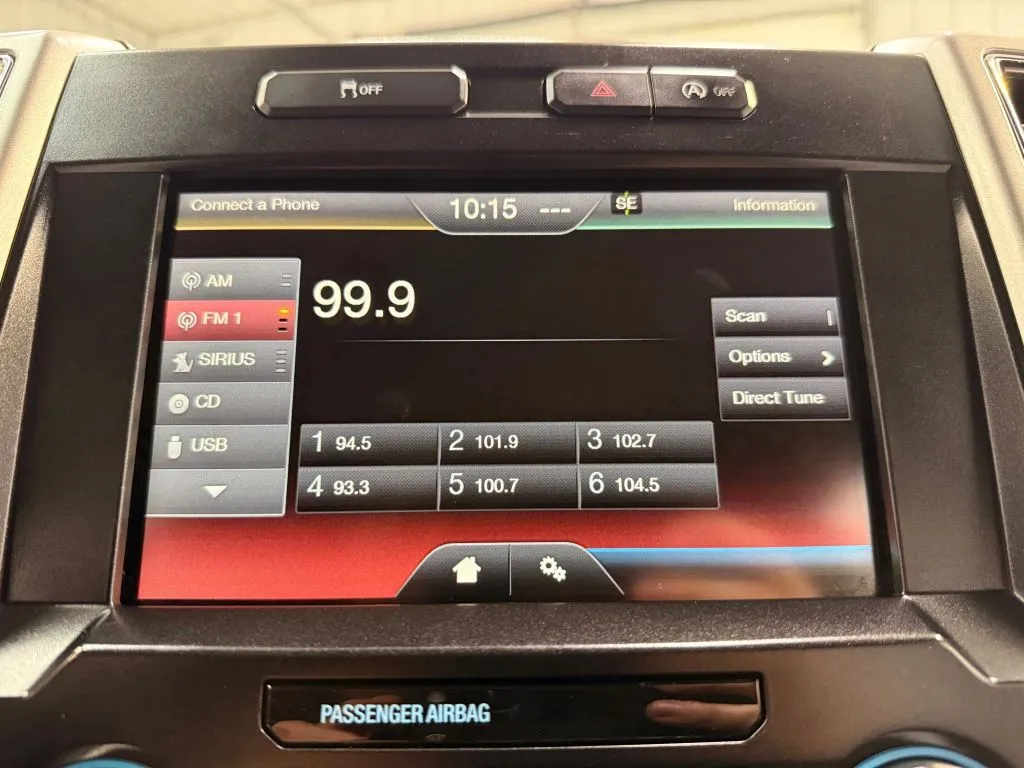 OFF OFF
Connect a Phone 10:15 --- SE Information
AM
FM 1
SIRIUS
CD
USB
99.9
Scan
Options
Direct Tune
1 94.5 2 101.9 3 102.7
4 93.3 5 100.7 6 104.5
PASSENGER AIRBAG